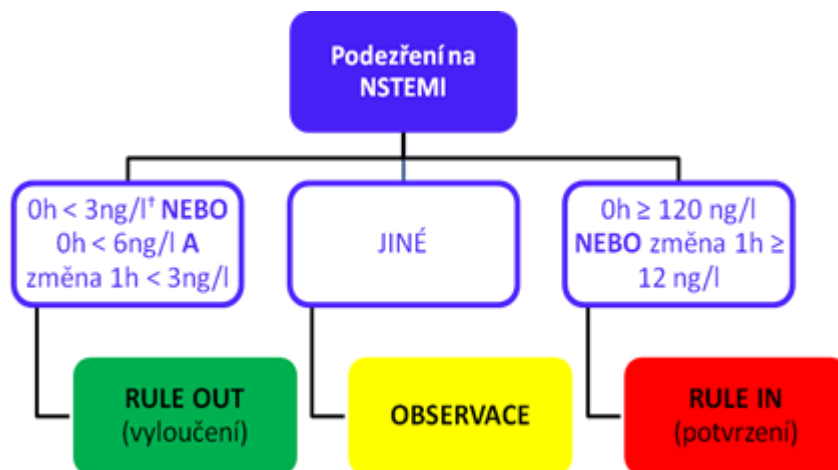 Podezření na
NSTEMI
0h < 3ng/l† NEBO
0h < 6ng/l A
změna 1h < 3ng/l
JINÉ
0h ≥ 120 ng/l
NEBO změna 1h ≥
12 ng/l
RULE OUT
(vyloučení)
OBSERVACE
RULE IN
(potvrzení)